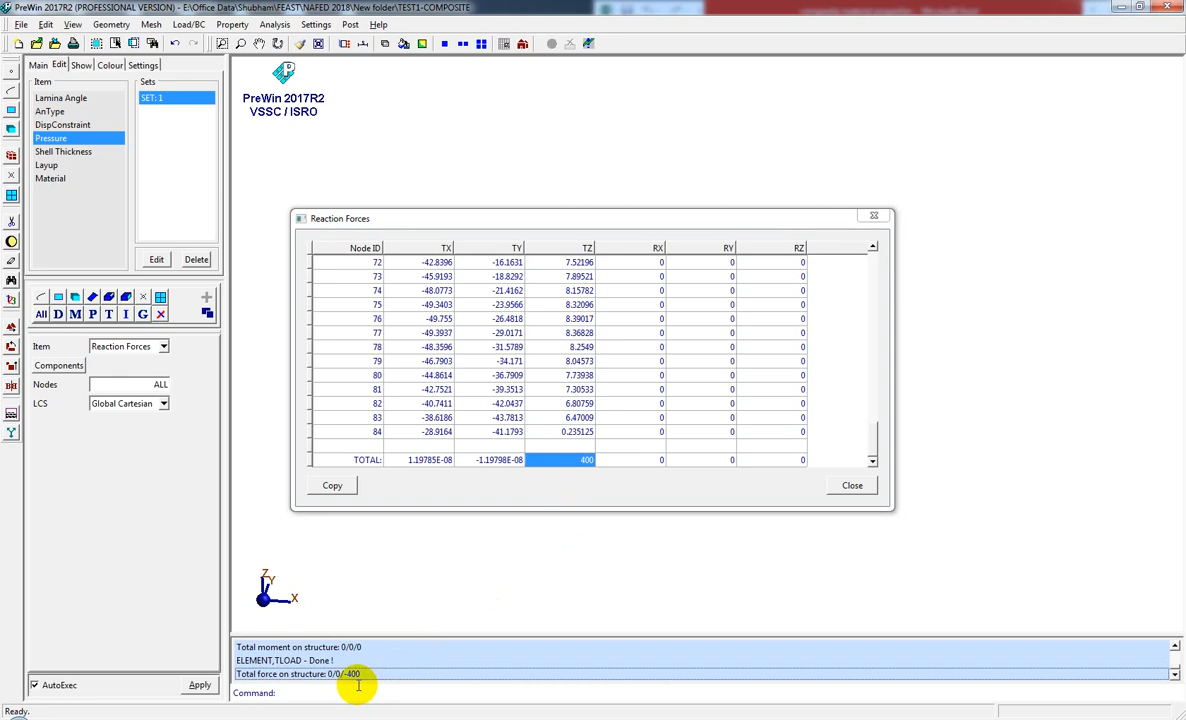 PreWin 2017R2 (PROFESSIONAL VERSION) - E:\Office Data\Shubham\FEAST\NAFED 2018\New folder\TEST1-COMPOSITE
File Edit View Geometry Mesh Load/BC Property Analysis Settings Post Help
Main Edit Show Colour Settings
Item Sets
Lamina Angle SET: 1
AnType
DispConstraint
Pressure
Shell Thickness
Layup
Material
Edit Delete
All D M P T I G
Item Reaction Forces
Components
Nodes ALL
LCS Global Cartesian
AutoExec Apply
PreWin 2017R2
VSSC / ISRO
Reaction Forces
Node ID TX TY TZ RX RY RZ
72 -42.8396 -16.1631 7.52196 0 0 0
73 -45.9193 -18.8292 7.89521 0 0 0
74 -48.0773 -21.4162 8.15782 0 0 0
75 -49.3403 -23.9566 8.32096 0 0 0
76 -49.755 -26.4818 8.39017 0 0 0
77 -49.3937 -29.0171 8.36828 0 0 0
78 -48.3596 -31.5789 8.2549 0 0 0
79 -46.7903 -34.171 8.04573 0 0 0
80 -44.8614 -36.7909 7.73938 0 0 0
81 -42.7521 -39.3513 7.30533 0 0 0
82 -40.7411 -42.0437 6.80759 0 0 0
83 -38.6186 -43.7813 6.47009 0 0 0
84 -28.9164 -41.1793 0.235125 0 0 0
TOTAL: 1.19785E-08 -1.19798E-08 400 0 0 0
Copy Close
Z
Y
X
Total moment on structure: 0/0/0
ELEMENT,TLOAD - Done !
Total force on structure: 0/0/-400
Command:
Ready.